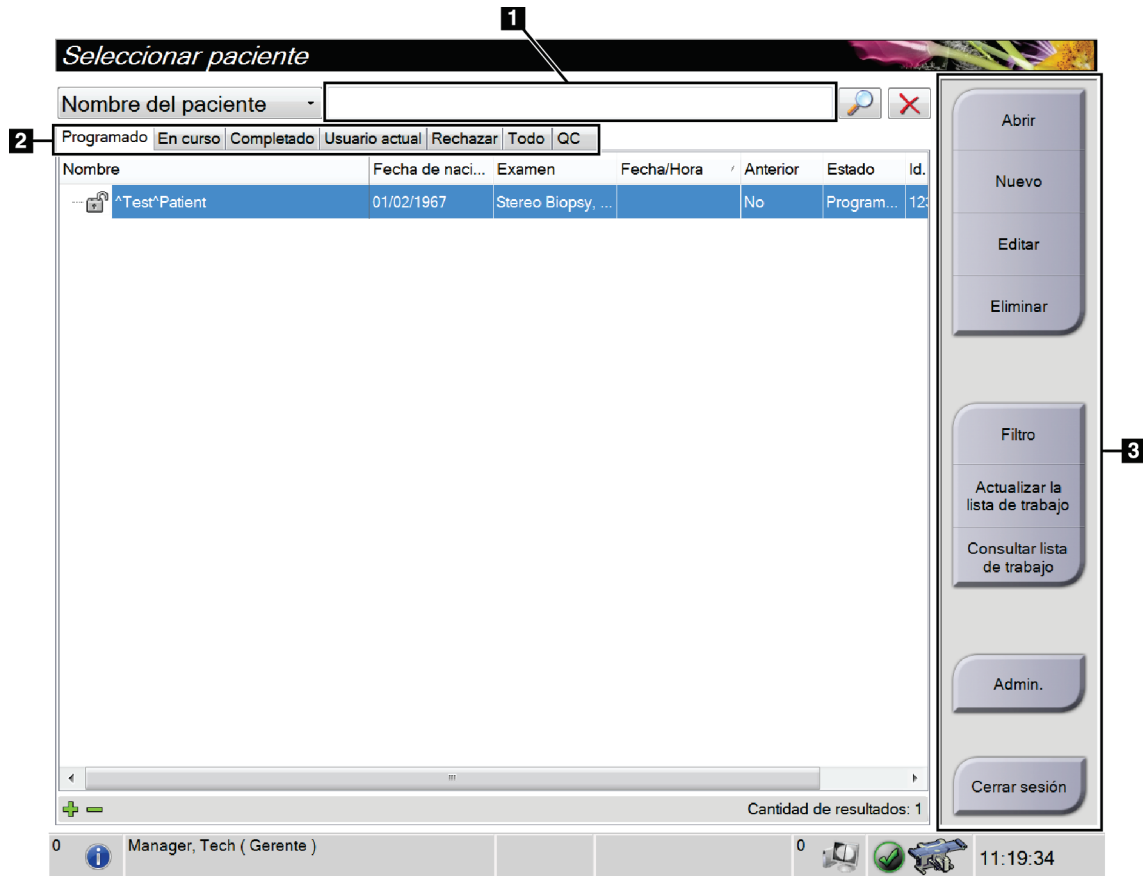 1
Seleccionar paciente
Nombre del paciente
2
Programado En curso Completado Usuario actual Rechazar Todo QC
Nombre Fecha de naci... Examen Fecha/Hora Anterior Estado Id.
^Test^Patient 01/02/1967 Stereo Biopsy, ... No Program... 123
Abrir
Nuevo
Editar
Eliminar
Filtro
3
Actualizar la
lista de trabajo
Consultar lista
de trabajo
Admin.
Cerrar sesión
Cantidad de resultados: 1
0 Manager, Tech ( Gerente ) 0 11:19:34